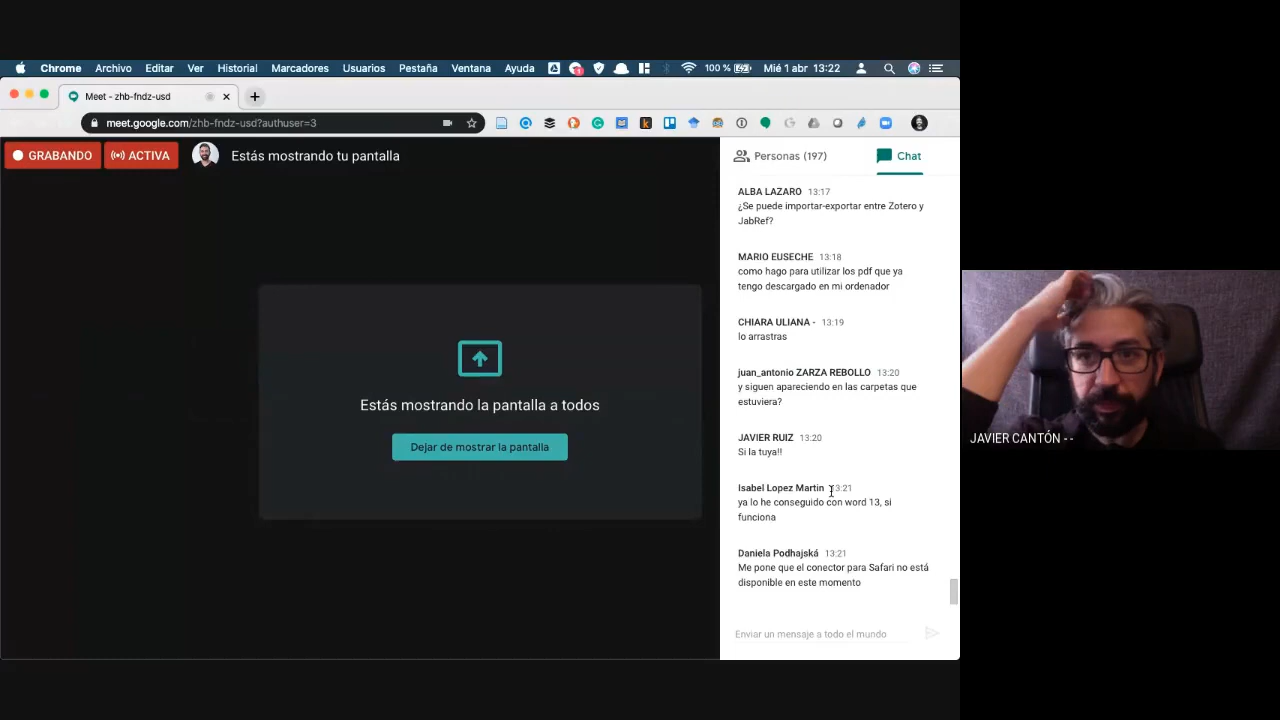 Chrome Archivo Editar Ver Historial Marcadores Usuarios Pestaña Ventana Ayuda 100 % Mié 1 abr 13:22
Meet - zhb-fndz-usd
meet.google.com/zhb-fndz-usd?authuser=3
GRABANDO ACTIVA Estás mostrando tu pantalla
Personas (197) Chat
ALBA LAZARO 13:17
¿Se puede importar-exportar entre Zotero y
JabRef?
MARIO EUSECHE 13:18
como hago para utilizar los pdf que ya
tengo descargado en mi ordenador
CHIARA ULIANA - 13:19
lo arrastras
juan_antonio ZARZA REBOLLO 13:20
y siguen apareciendo en las carpetas que
estuviera?
JAVIER RUIZ 13:20
Si la tuya!!
Isabel Lopez Martin 13:21
ya lo he conseguido con word 13, si
funciona
Daniela Podhajská 13:21
Me pone que el conector para Safari no está
disponible en este momento
Enviar un mensaje a todo el mundo
Estás mostrando la pantalla a todos
Dejar de mostrar la pantalla
JAVIER CANTÓN - -